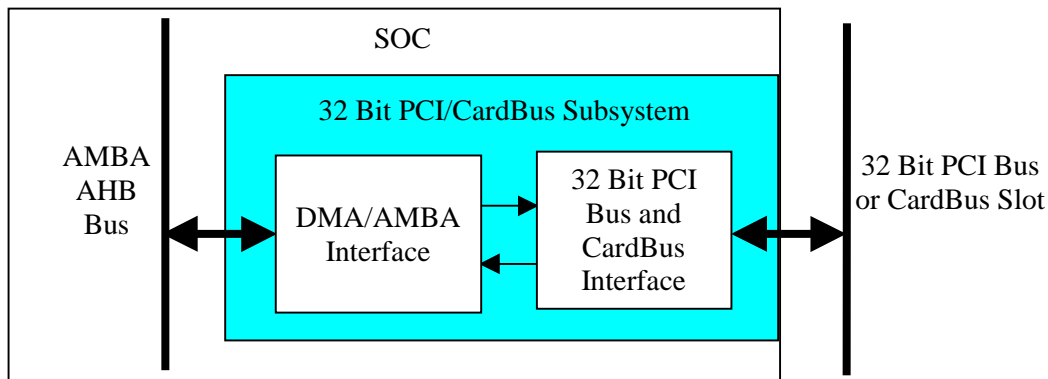 SOC
32 Bit PCI/CardBus Subsystem
AMBA
AHB
Bus
DMA/AMBA
Interface
32 Bit PCI
Bus and
CardBus
Interface
32 Bit PCI Bus
or CardBus Slot